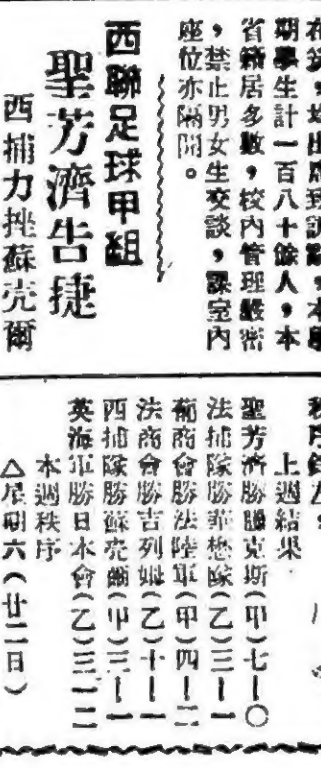 期學生計一百八十餘人，本
省籍居多數，校內管理嚴密
，禁止男女生交談，課室內
座位亦隔開。
西聯足球甲組
聖芳濟告捷
西捕力挫蘇克爾
上週結果
聖芳濟勝臘克斯（甲）七—〇
法捕隊勝華懋隊（乙）三—一
葡商會勝法陸軍（甲）四—二
法商會勝吉列姆（乙）十—一
西捕隊勝蘇克爾（甲）三—一
英海軍勝日本會（乙）三—二
本週秩序
△星期六（廿二日）